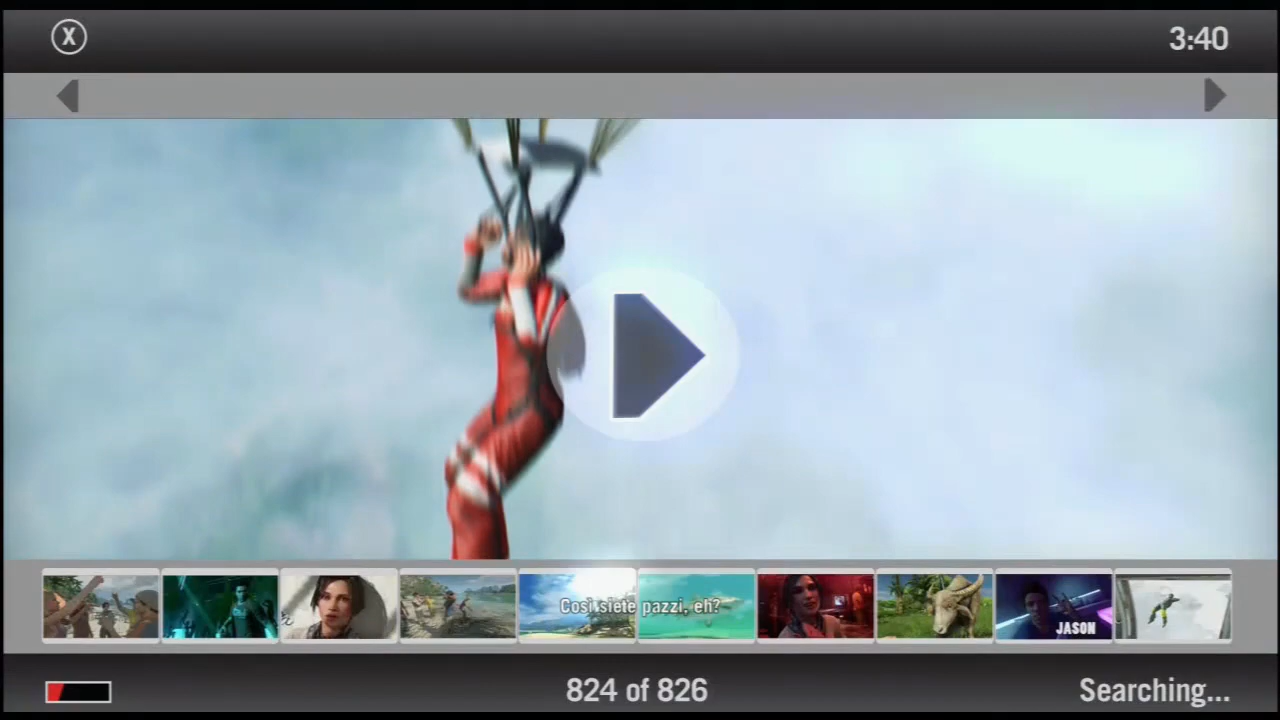 X
3:40
Così siete pazzi, eh?
JASON
824 of 826
Searching...